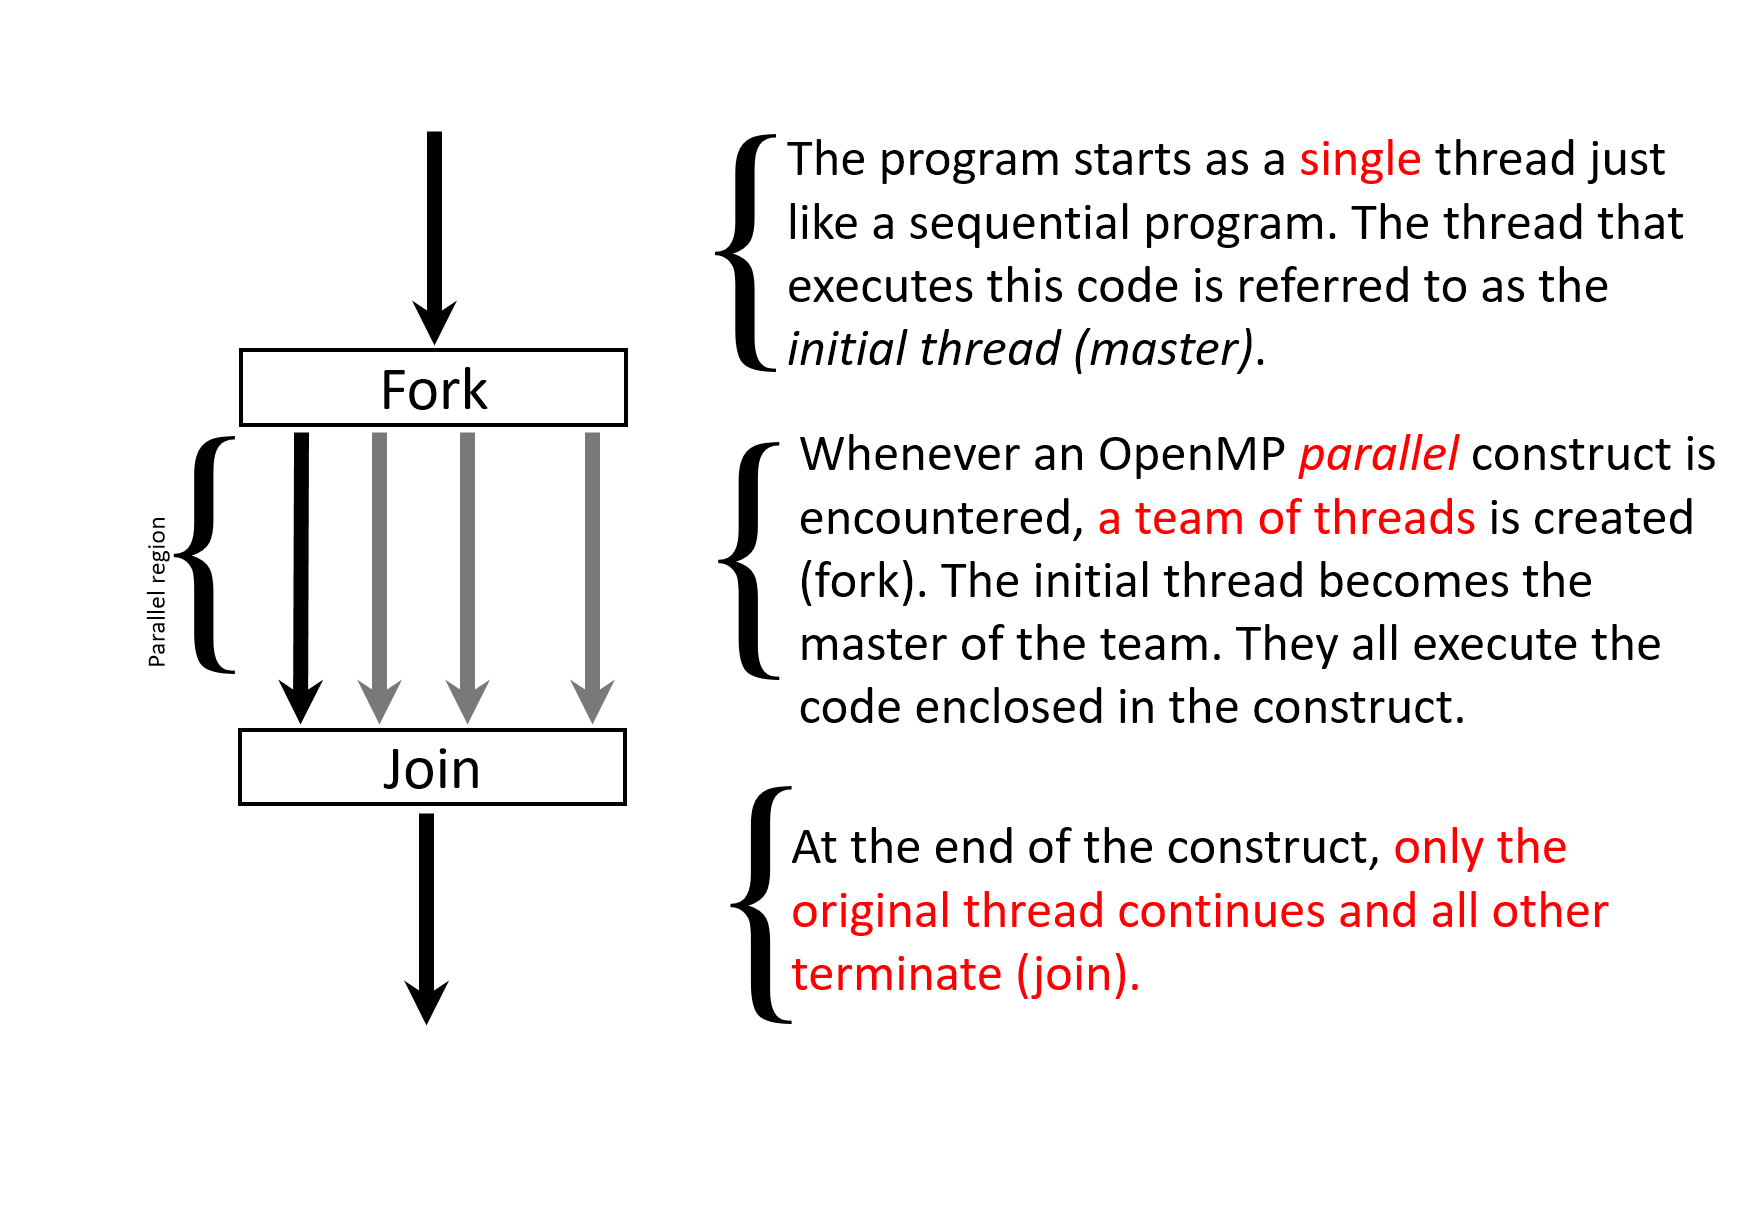 The program starts as a single thread just
like a sequential program. The thread that
executes this code is referred to as the
initial thread (master).
Fork
Parallel region
Whenever an OpenMP parallel construct is
encountered, a team of threads is created
(fork). The initial thread becomes the
master of the team. They all execute the
code enclosed in the construct.
Join
At the end of the construct, only the
original thread continues and all other
terminate (join).